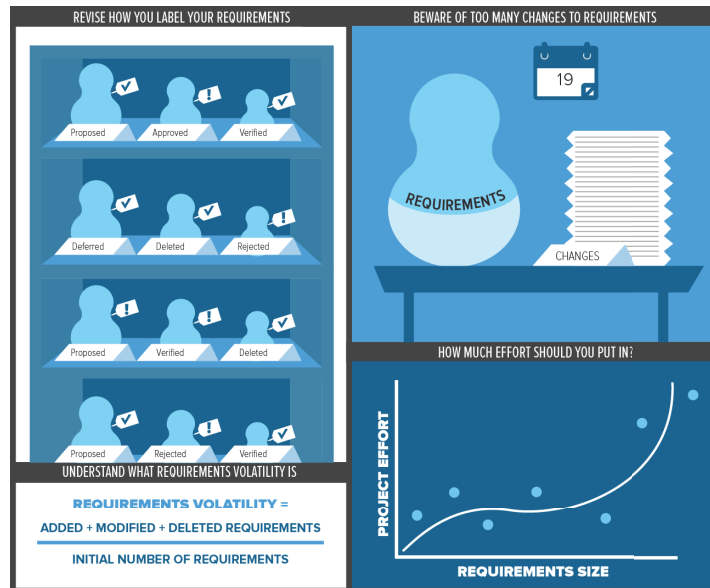 REVISE HOW YOU LABEL YOUR REQUIREMENTS
Proposed Approved Verified
Deferred Deleted Rejected
Proposed Verified Deleted
Proposed Rejected Verified
UNDERSTAND WHAT REQUIREMENTS VOLATILITY IS
REQUIREMENTS VOLATILITY =
ADDED + MODIFIED + DELETED REQUIREMENTS
INITIAL NUMBER OF REQUIREMENTS
BEWARE OF TOO MANY CHANGES TO REQUIREMENTS
19
REQUIREMENTS
CHANGES
HOW MUCH EFFORT SHOULD YOU PUT IN?
PROJECT EFFORT
REQUIREMENTS SIZE